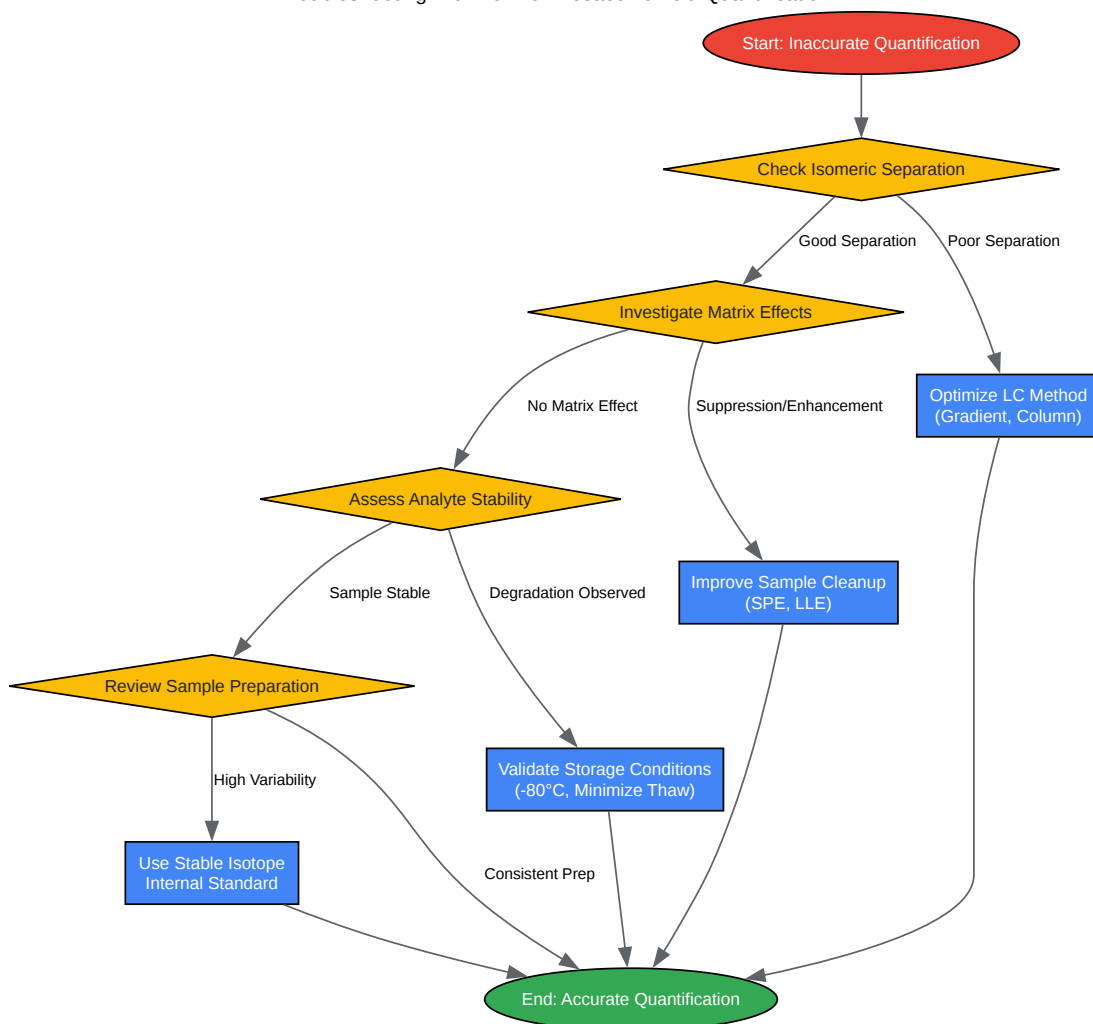 Start: Inaccurate Quantification
Check Isomeric Separation
Good Separation
Poor Separation
Investigate Matrix Effects
Optimize LC Method
(Gradient, Column)
No Matrix Effect
Suppression/Enhancement
Assess Analyte Stability
Improve Sample Cleanup
(SPE, LLE)
Sample Stable
Degradation Observed
Review Sample Preparation
Validate Storage Conditions
(-80°C, Minimize Thaw)
High Variability
Use Stable Isotope
Internal Standard
Consistent Prep
End: Accurate Quantification